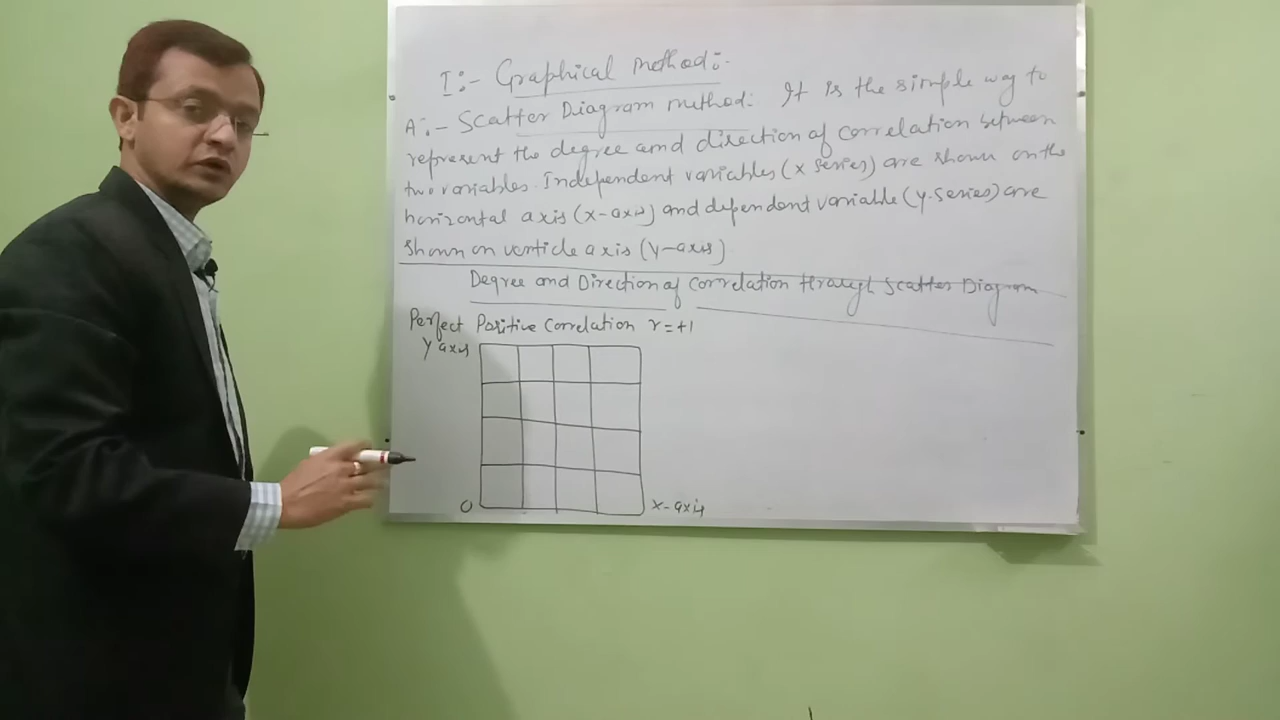 I:- Graphical method:-
A:- Scatter Diagram method: It is the simple way to
represent the degree and direction of correlation between
two variables. Independent variables (x series) are shown on the
horizontal axis (x-axis) and dependent variable (y-series) are
shown on verticle axis (y-axis)
Degree and Direction of Correlation through Scatter Diagram
Perfect Positive Correlation r=+1
y axis
O x-axis